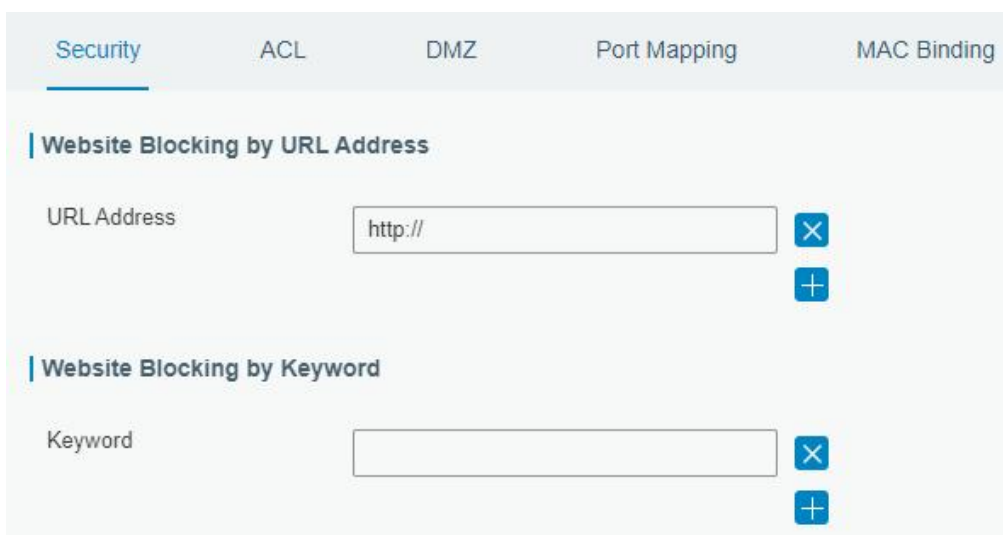 Security ACL DMZ Port Mapping MAC Binding
Website Blocking by URL Address
URL Address http://
Website Blocking by Keyword
Keyword